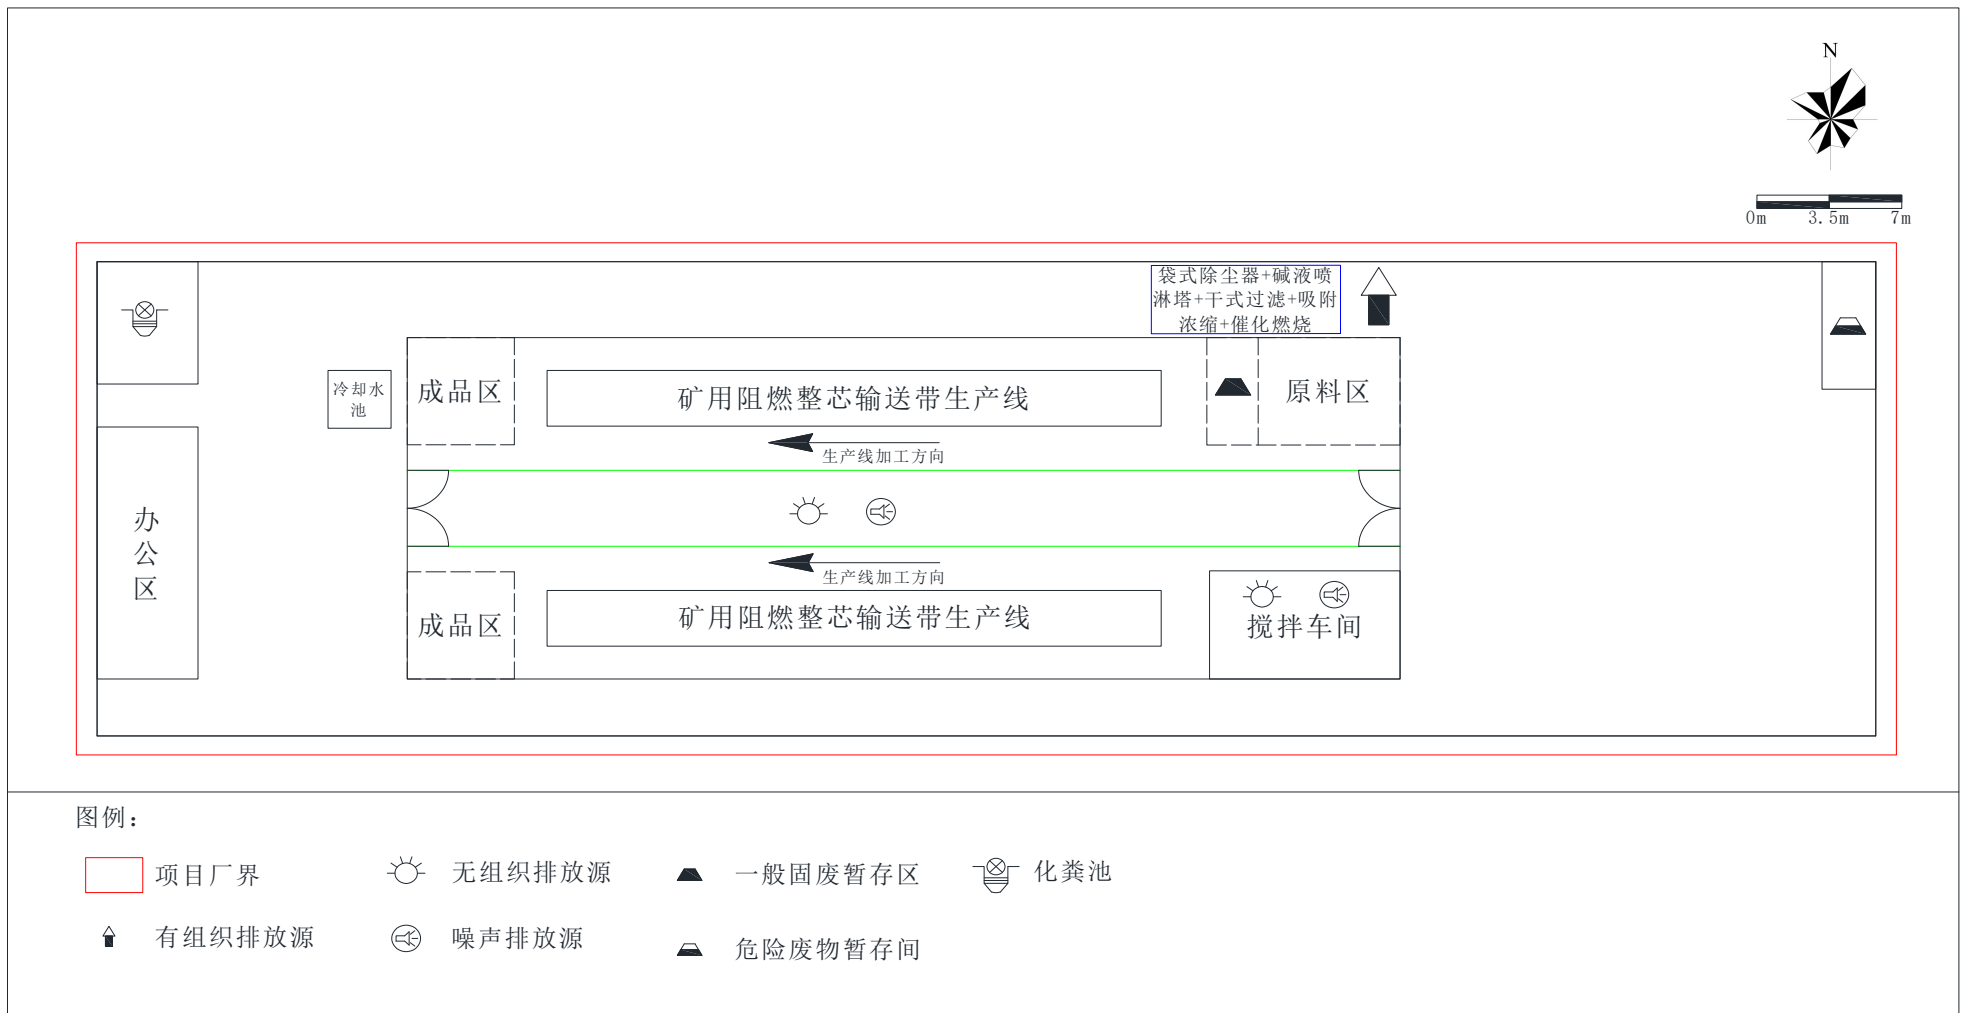 N
0m 3.5m 7m
袋式除尘器+碱液喷
淋塔+干式过滤+吸附
浓缩+催化燃烧
冷却水
池
成品区
矿用阻燃整芯输送带生产线
原料区
生产线加工方向
办
公
区
生产线加工方向
成品区
矿用阻燃整芯输送带生产线
搅拌车间
图例：
项目厂界
无组织排放源
一般固废暂存区
化粪池
有组织排放源
噪声排放源
危险废物暂存间